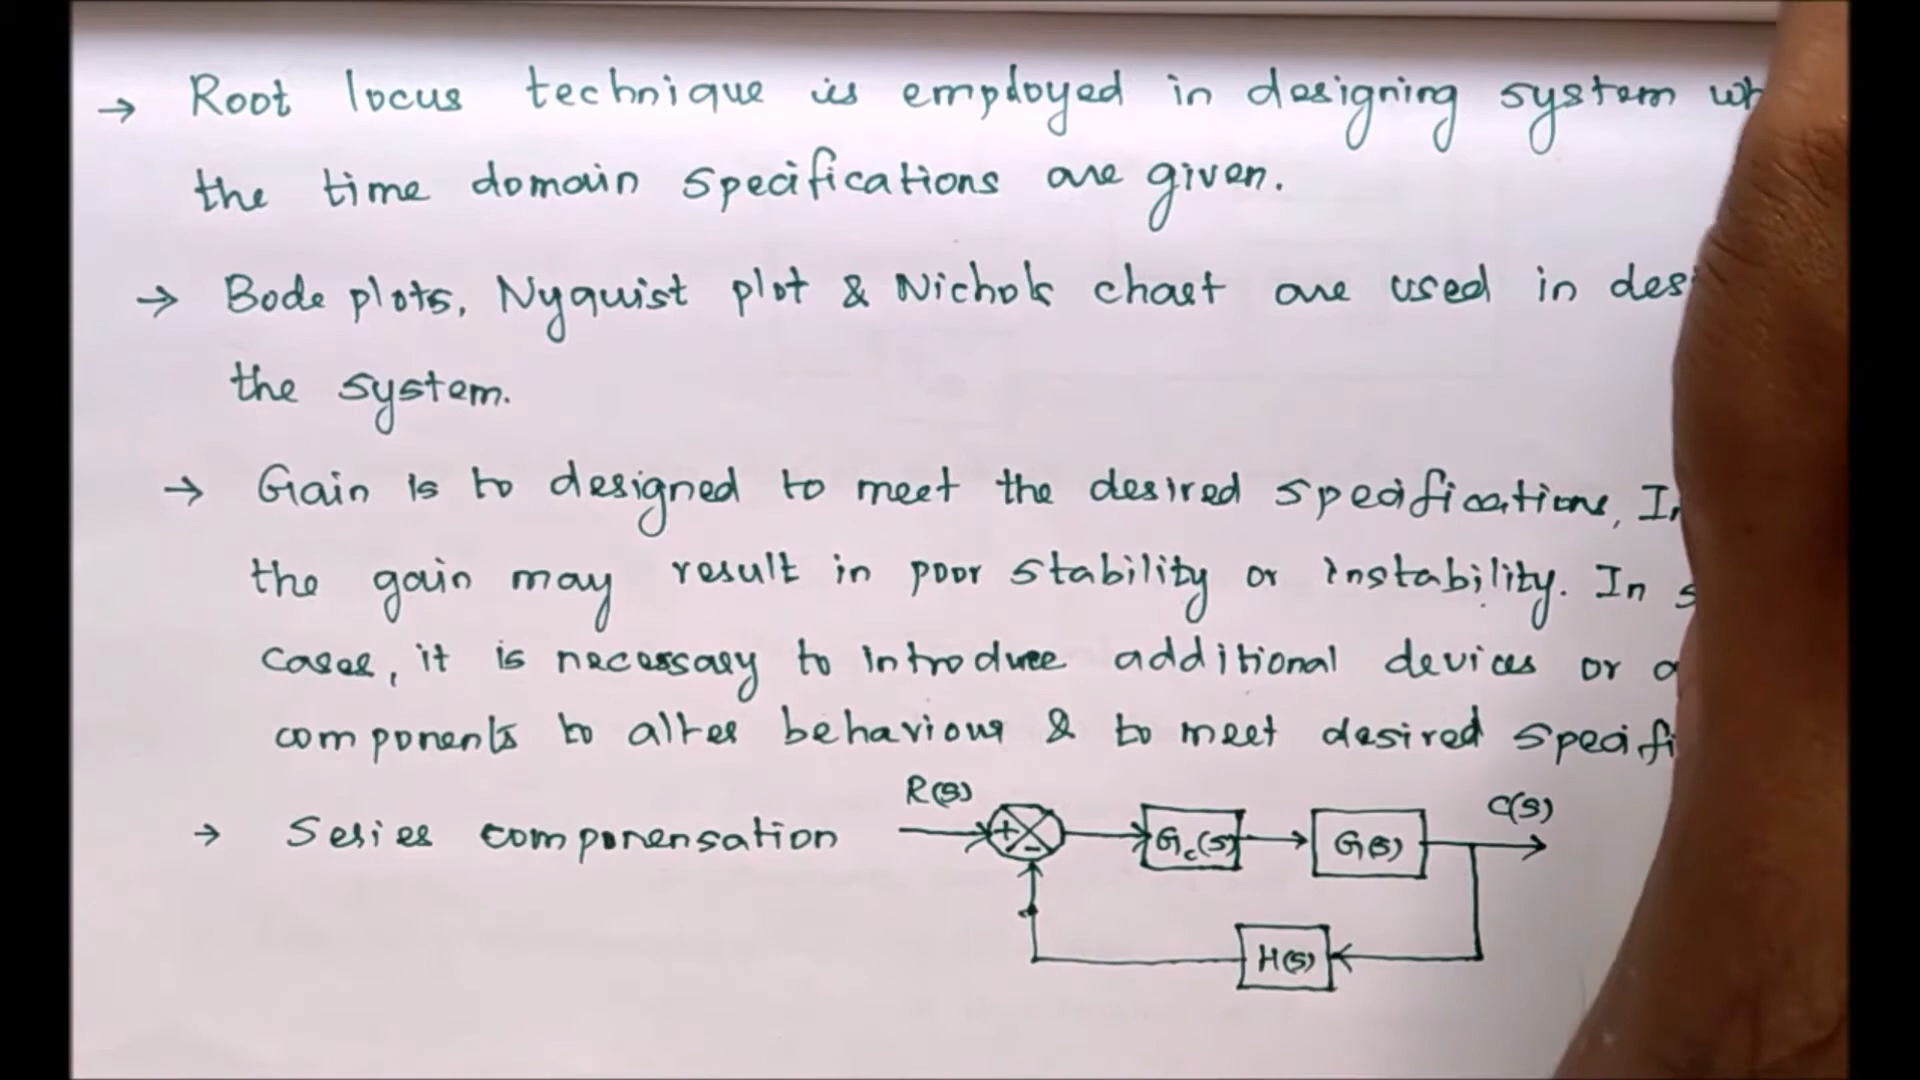 → Root locus technique is employed in designing system
the time domain specifications are given.
→ Bode plots, Nyquist plot & Nichols chart are used in
the system.
→ Gain is to designed to meet the desired specifications,
the gain may result in poor stability or instability. In
cases, it is necessary to introduce additional devices or
components to alter behaviour & to meet desired
→ Series componensation
R(s)
+
-
Gc(s)
G(s)
C(s)
H(s)